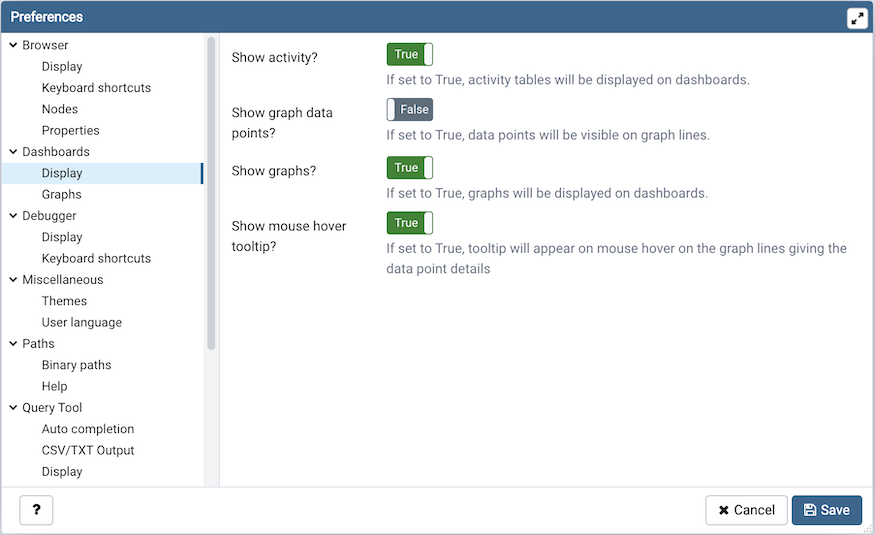 Preferences
Browser
Display
Keyboard shortcuts
Nodes
Properties
Dashboards
Display
Graphs
Debugger
Display
Keyboard shortcuts
Miscellaneous
Themes
User language
Paths
Binary paths
Help
Query Tool
Auto completion
CSV/TXT Output
Display
Show activity?
True
If set to True, activity tables will be displayed on dashboards.
Show graph data
points?
False
If set to True, data points will be visible on graph lines.
Show graphs?
True
If set to True, graphs will be displayed on dashboards.
Show mouse hover
tooltip?
True
If set to True, tooltip will appear on mouse hover on the graph lines giving the
data point details
?
Cancel
Save